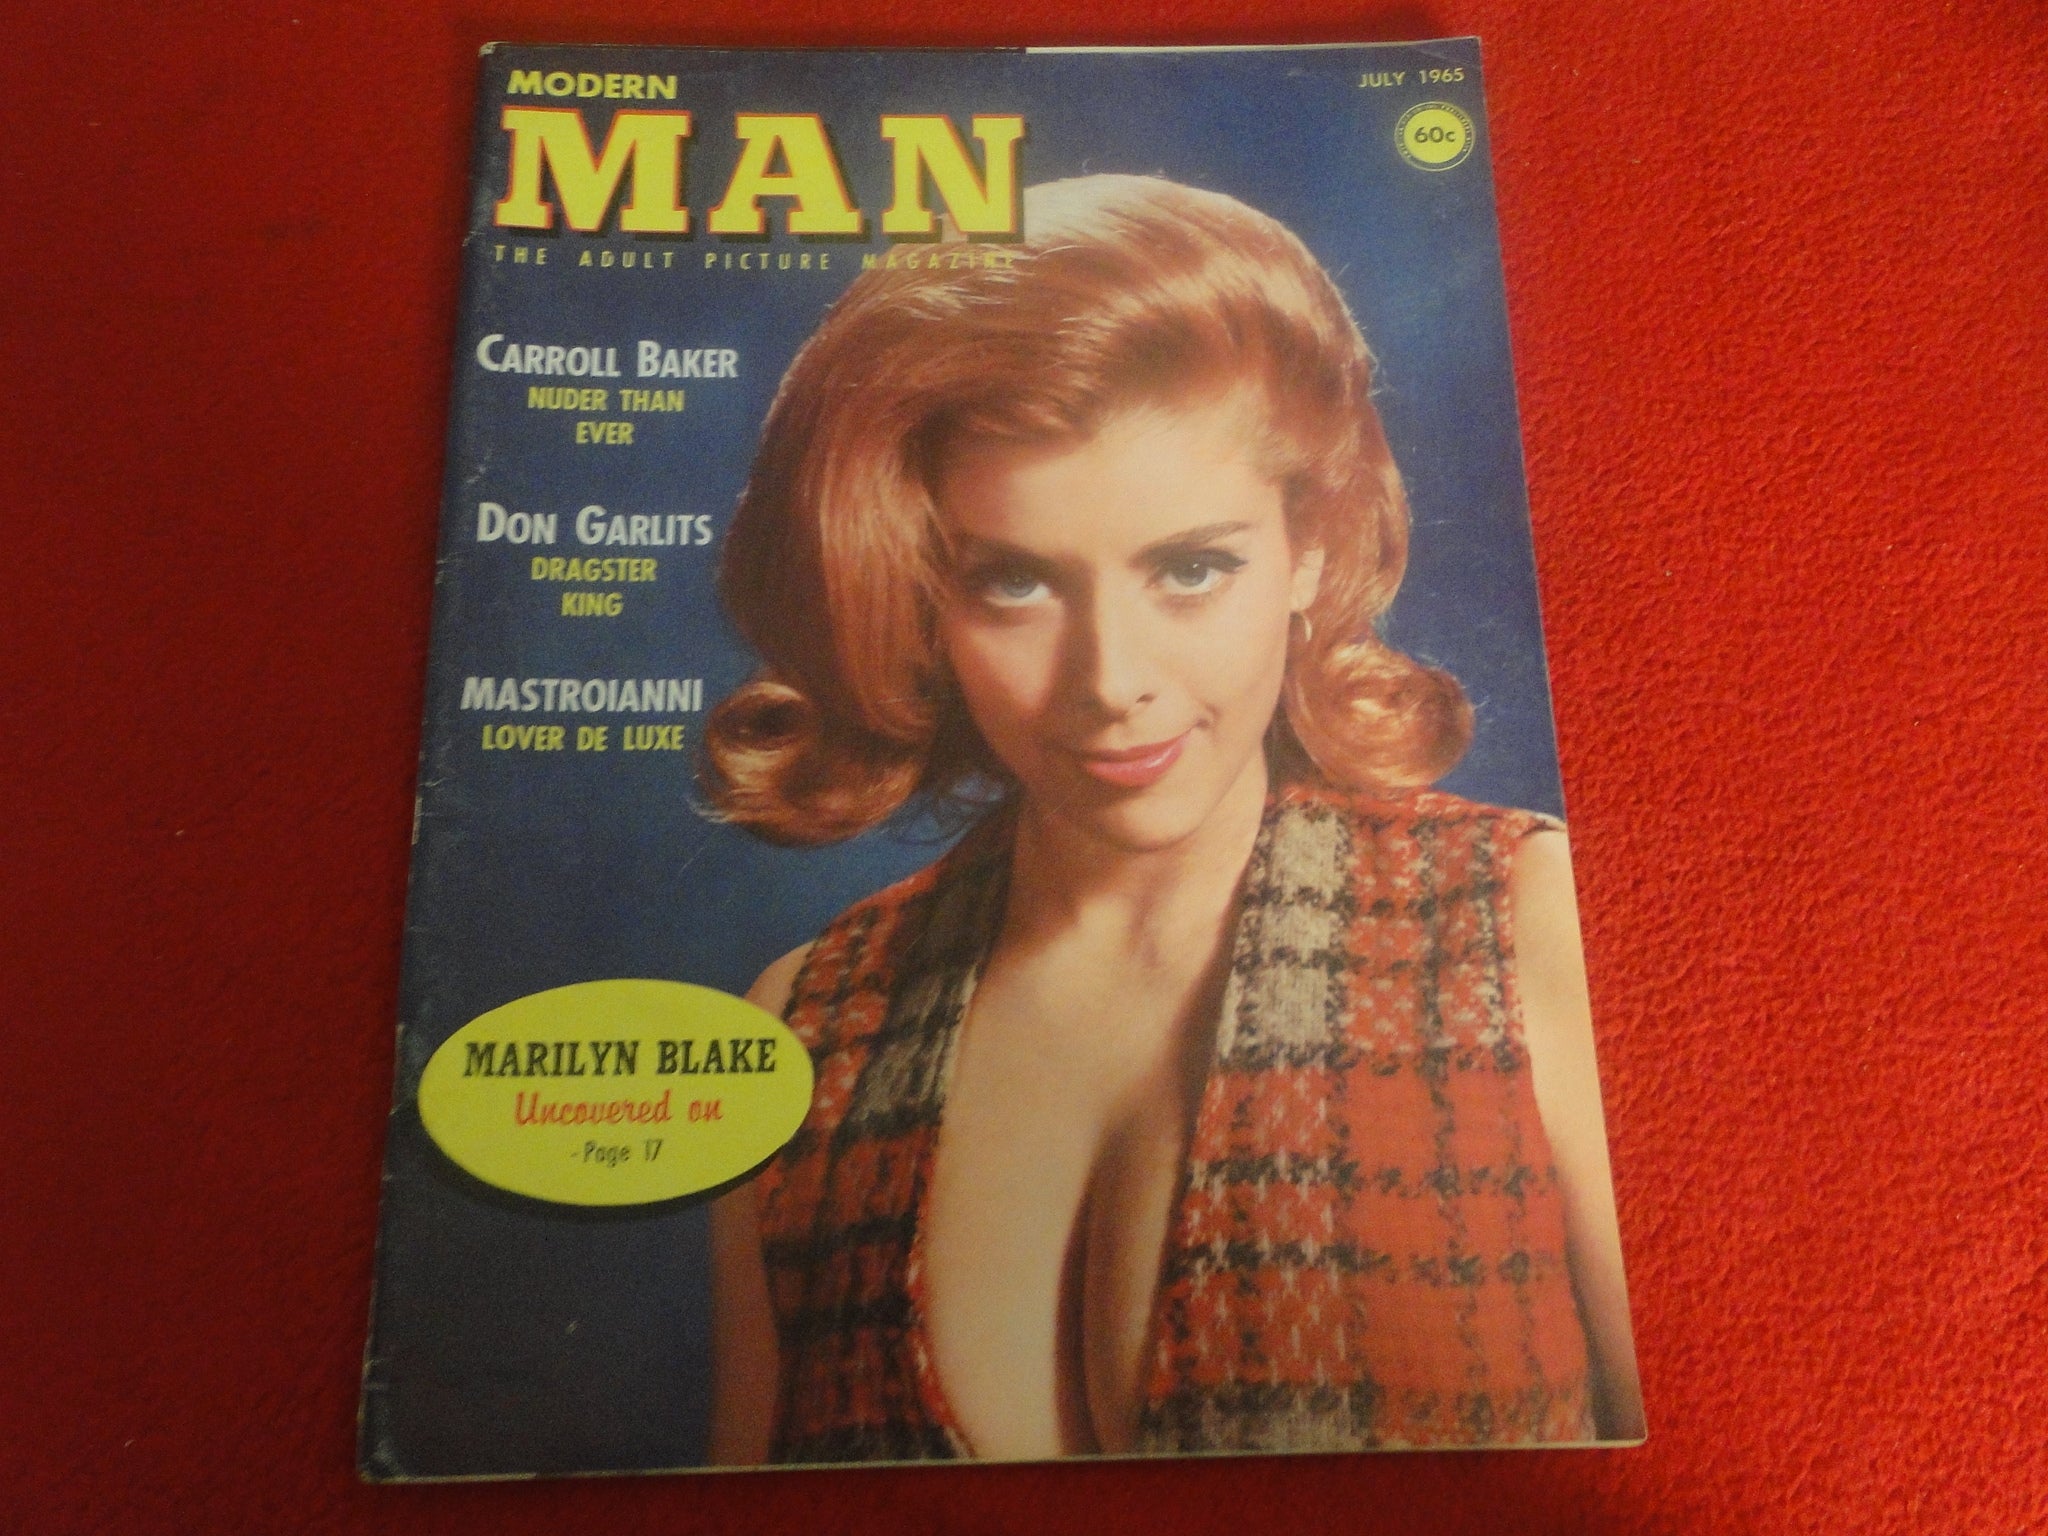 MODERN
MAN
THE ADULT PICTURE MAGAZINE
JULY 1965
60c
CARROLL BAKER
NUDER THAN
EVER
DON GARLITS
DRAGSTER
KING
MASTROIANNI
LOVER DE LUXE
MARILYN BLAKE
Uncovered on
-Page 17